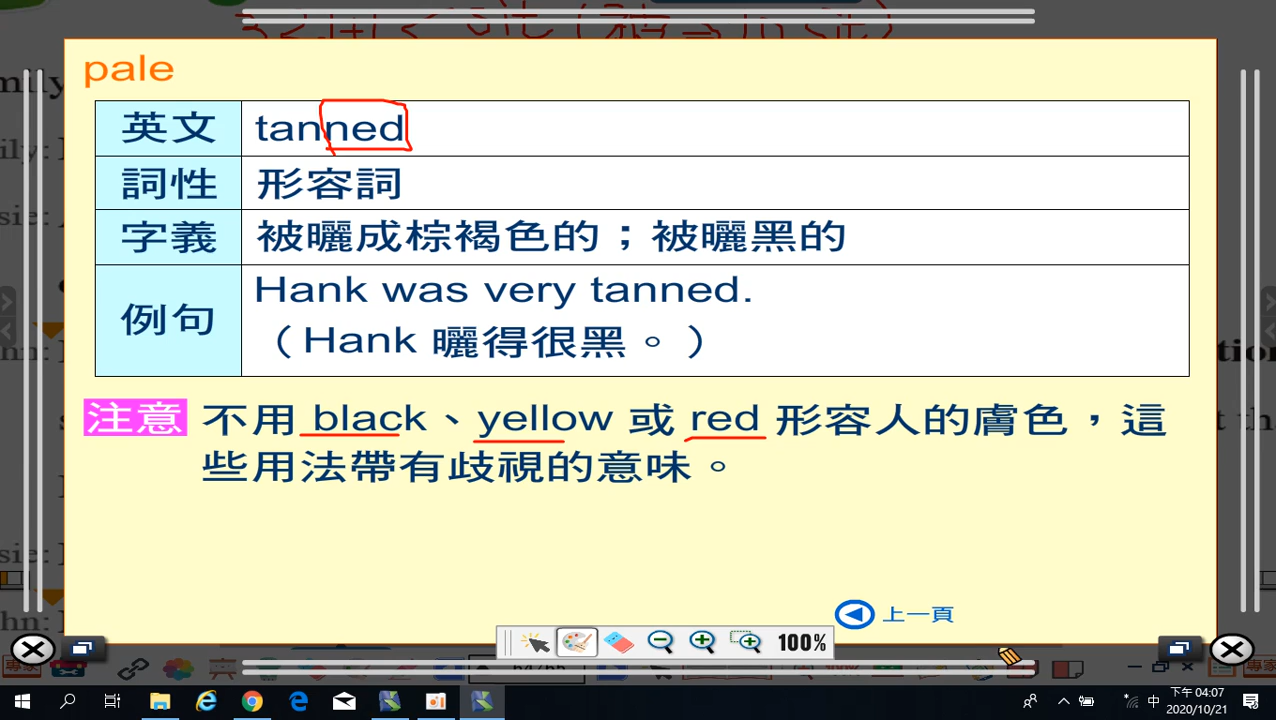 pale
英文 tanned
詞性 形容詞
字義 被曬成棕褐色的；被曬黑的
例句 Hank was very tanned.
（Hank 曬得很黑。）
注意 不用 black、yellow 或 red 形容人的膚色，這
些用法帶有歧視的意味。
上一頁
100%
中 下午 04:07
2020/10/21